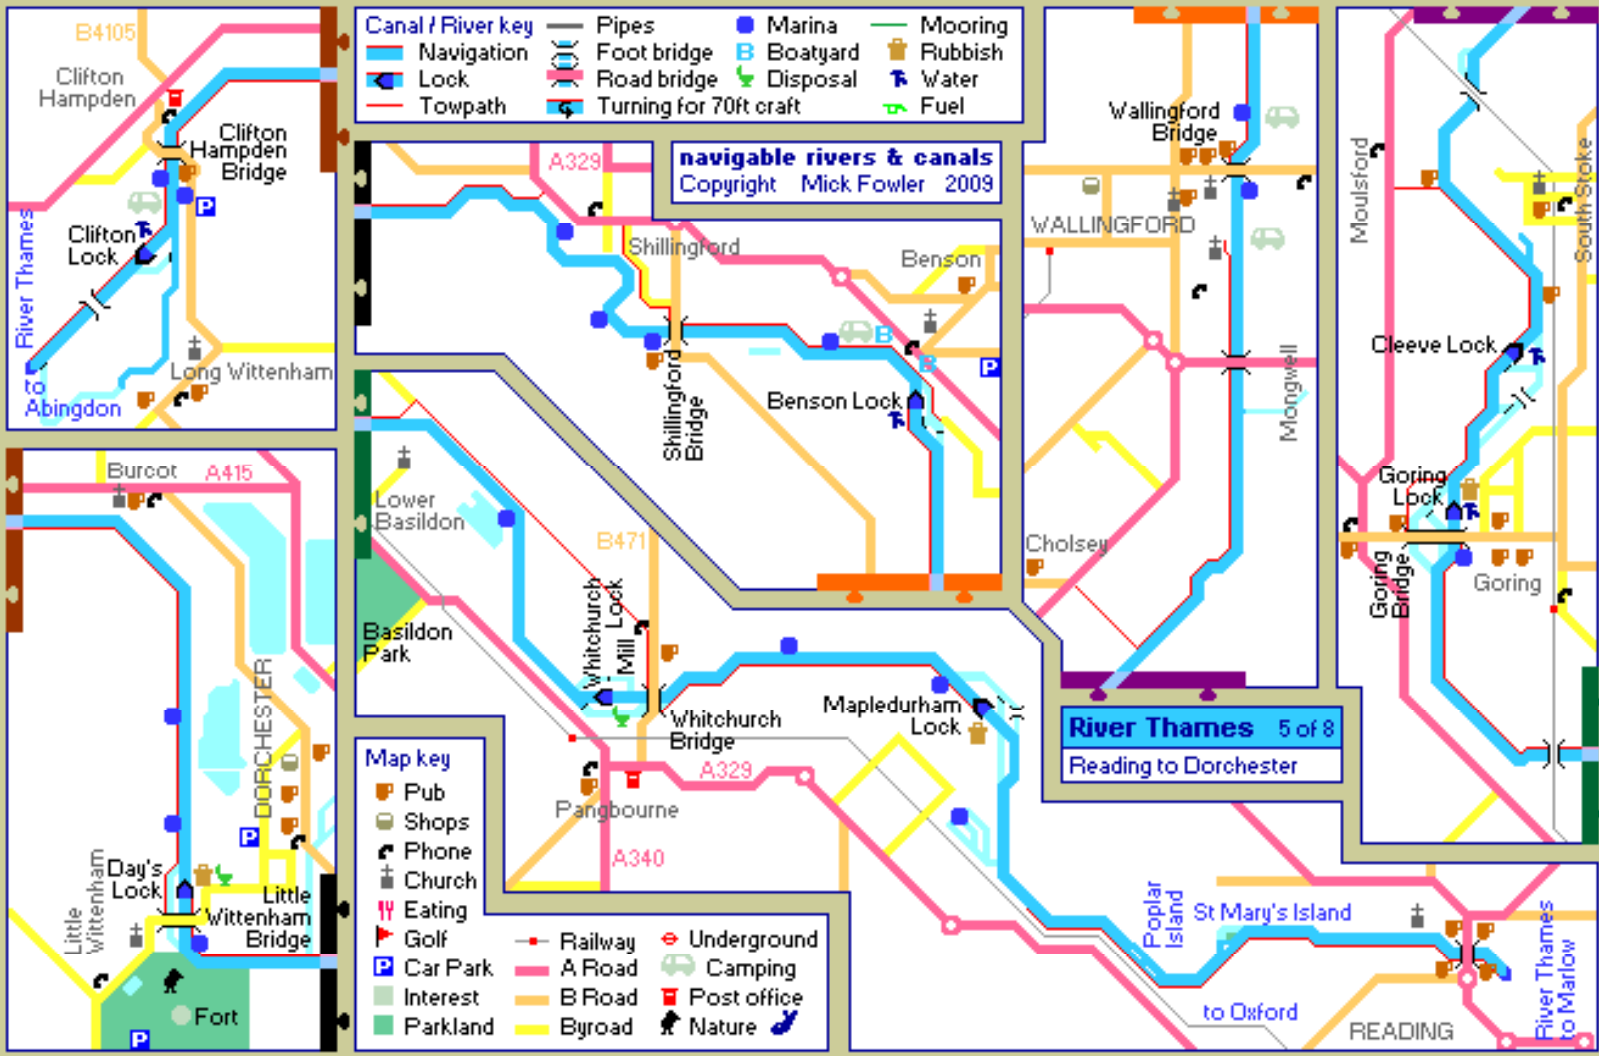 B4105
Clifton
Hampden
Clifton
Hampden
Bridge
P
Clifton
Lock
River Thames
to
Abingdon
Long Wittenham
Canal / River key
Navigation
Lock
Towpath
Pipes
Foot bridge
Road bridge
Turning for 70ft craft
Marina
B Boatyard
Disposal
Mooring
Rubbish
Water
Fuel
navigable rivers & canals
Copyright Mick Fowler 2009
A329
Shillingford
Benson
B
B
P
Shillingford
Bridge
Benson Lock
Wallingford
Bridge
WALLINGFORD
Mongwell
Cholsey
Moulsford
South Stoke
Cleeve Lock
Goring
Lock
Goring
Bridge
Goring
Burcot
A415
DORCHESTER
P
Day's
Lock
Little
Wittenham
Little
Wittenham
Bridge
Fort
P
Lower
Basildon
B471
Basildon
Park
Whitchurch
Lock
Mill
Whitchurch
Bridge
Mapledurham
Lock
Pangbourne
A329
A340
River Thames 5 of 8
Reading to Dorchester
Map key
Pub
Shops
Phone
Church
Eating
Golf
P Car Park
Interest
Parkland
Railway
A Road
B Road
Byroad
Underground
Camping
Post office
Nature
Poplar
Island
St Mary's Island
to Oxford
READING
River Thames
to Marlow